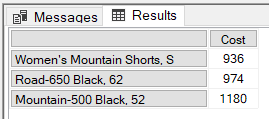 Messages Results
Cost
Women's Mountain Shorts, S 936
Road-650 Black, 62 974
Mountain-500 Black, 52 1180